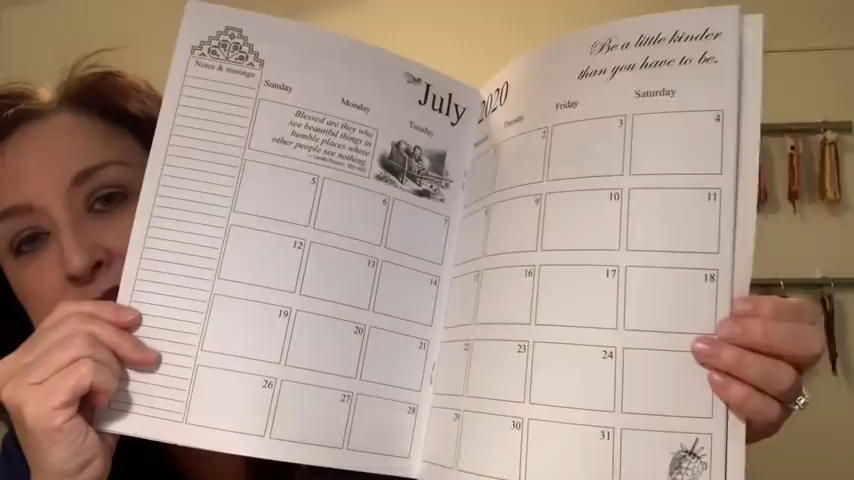 Notes & musings
Sunday
Monday
July
Tuesday
Blessed are they who
see beautiful things in
humble places where
other people see nothing.
5
6
7
12
13
14
19
20
21
26
27
28
2020
Be a little kinder
than you have to be.
Thursday
Friday
Saturday
2
3
4
9
10
11
16
17
18
22
23
24
30
31